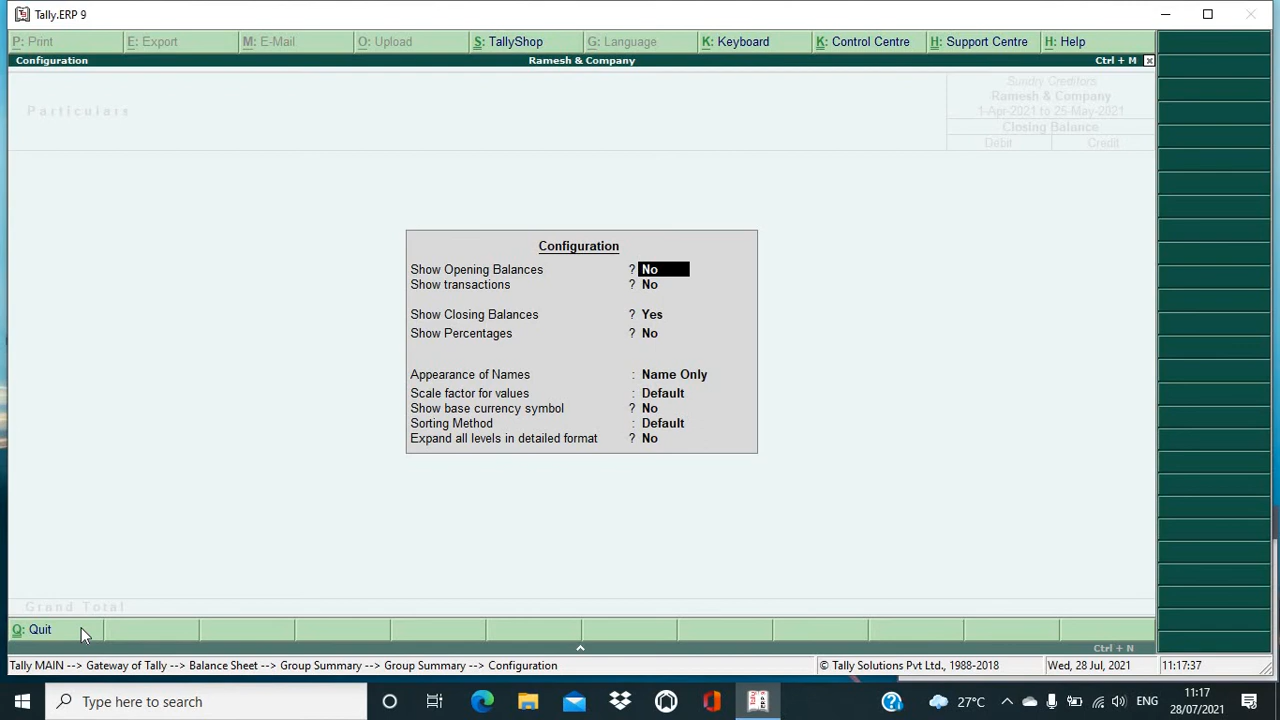 Tally.ERP 9
P: Print E: Export M: E-Mail O: Upload S: TallyShop G: Language K: Keyboard K: Control Centre H: Support Centre H: Help
Configuration Ramesh & Company Ctrl + M
Particulars
Sundry Creditors
Ramesh & Company
1-Apr-2021 to 25-May-2021
Closing Balance
Debit Credit
Configuration
Show Opening Balances ? No
Show transactions ? No
Show Closing Balances ? Yes
Show Percentages ? No
Appearance of Names : Name Only
Scale factor for values : Default
Show base currency symbol ? No
Sorting Method : Default
Expand all levels in detailed format ? No
Grand Total
Q: Quit
Ctrl + N
Tally MAIN --> Gateway of Tally --> Balance Sheet --> Group Summary --> Group Summary --> Configuration © Tally Solutions Pvt Ltd., 1988-2018 Wed, 28 Jul, 2021 11:17:37
Type here to search 27°C ENG 11:17
28/07/2021